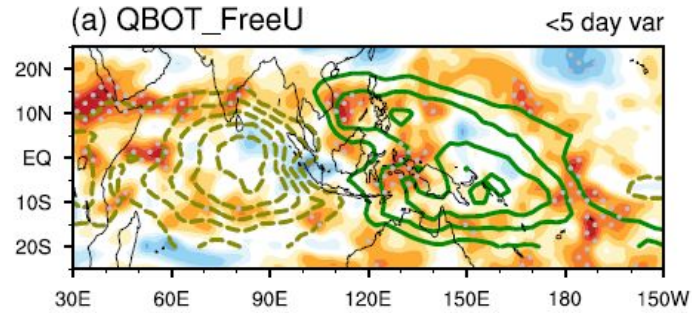 (a) QBOT_FreeU
<5 day var
20N
10N
EQ
10S
20S
30E 60E 90E 120E 150E 180 150W